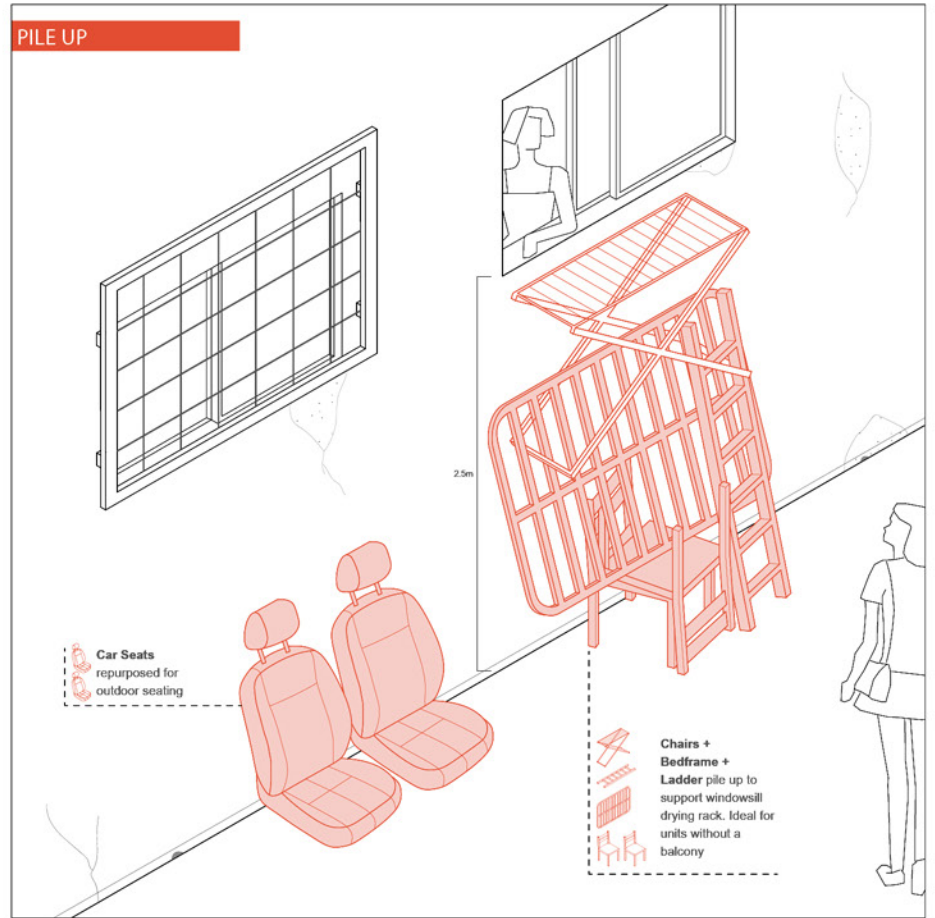 PILE UP
2.5m
Car Seats
repurposed for
outdoor seating
Chairs +
Bedframe +
Ladder pile up to
support windowsill
drying rack. Ideal for
units without a
balcony